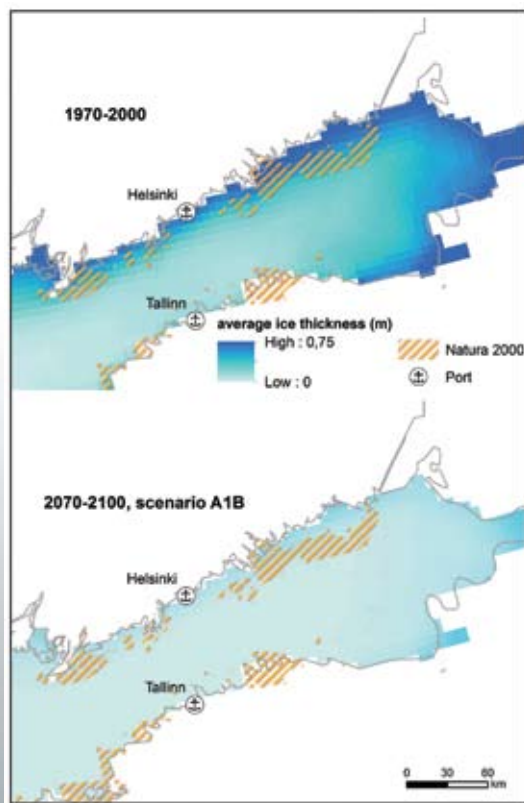 1970-2000
Helsinki
Tallinn
average ice thickness (m)
High : 0,75
Low : 0
Natura 2000
Port
2070-2100, scenario A1B
Helsinki
Tallinn
0 30 60
km